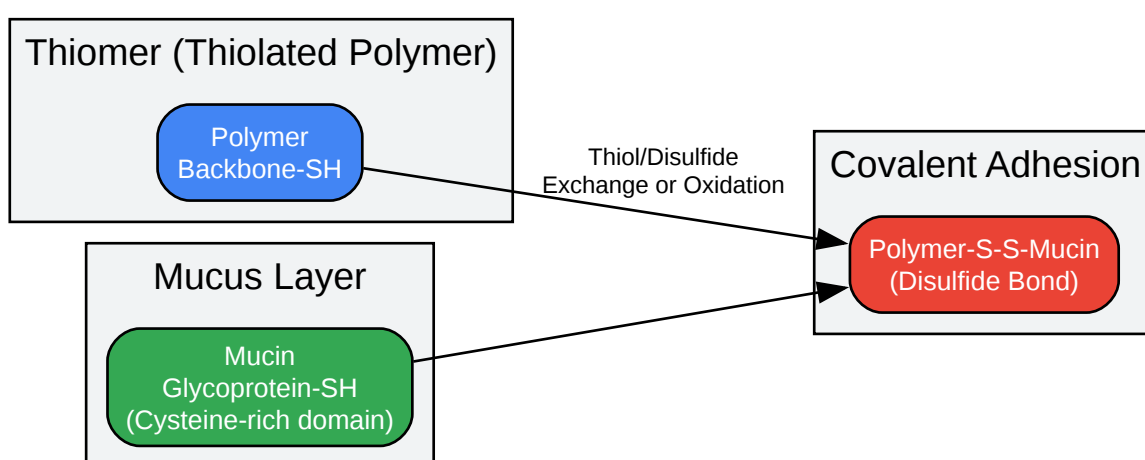 Thiomer (Thiolated Polymer)
Polymer
Backbone-SH
Thiol/Disulfide
Exchange or Oxidation
Covalent Adhesion
Polymer-S-S-Mucin
(Disulfide Bond)
Mucus Layer
Mucin
Glycoprotein-SH
(Cysteine-rich domain)